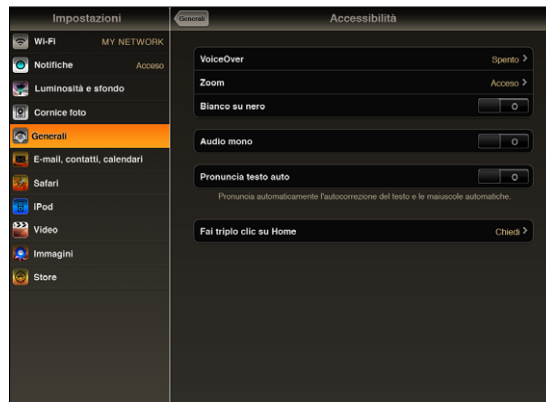 Impostazioni
Wi-Fi MY NETWORK
Notifiche Acceso
Luminosità e sfondo
Cornice foto
Generali
E-mail, contatti, calendari
Safari
iPod
Video
Immagini
Store
Generali
Accessibilità
VoiceOver Spento
Zoom Acceso
Bianco su nero O
Audio mono O
Pronuncia testo auto O
Pronuncia automaticamente l'autocorrezione del testo e le maiuscole automatiche.
Fai triplo clic su Home Chiedi